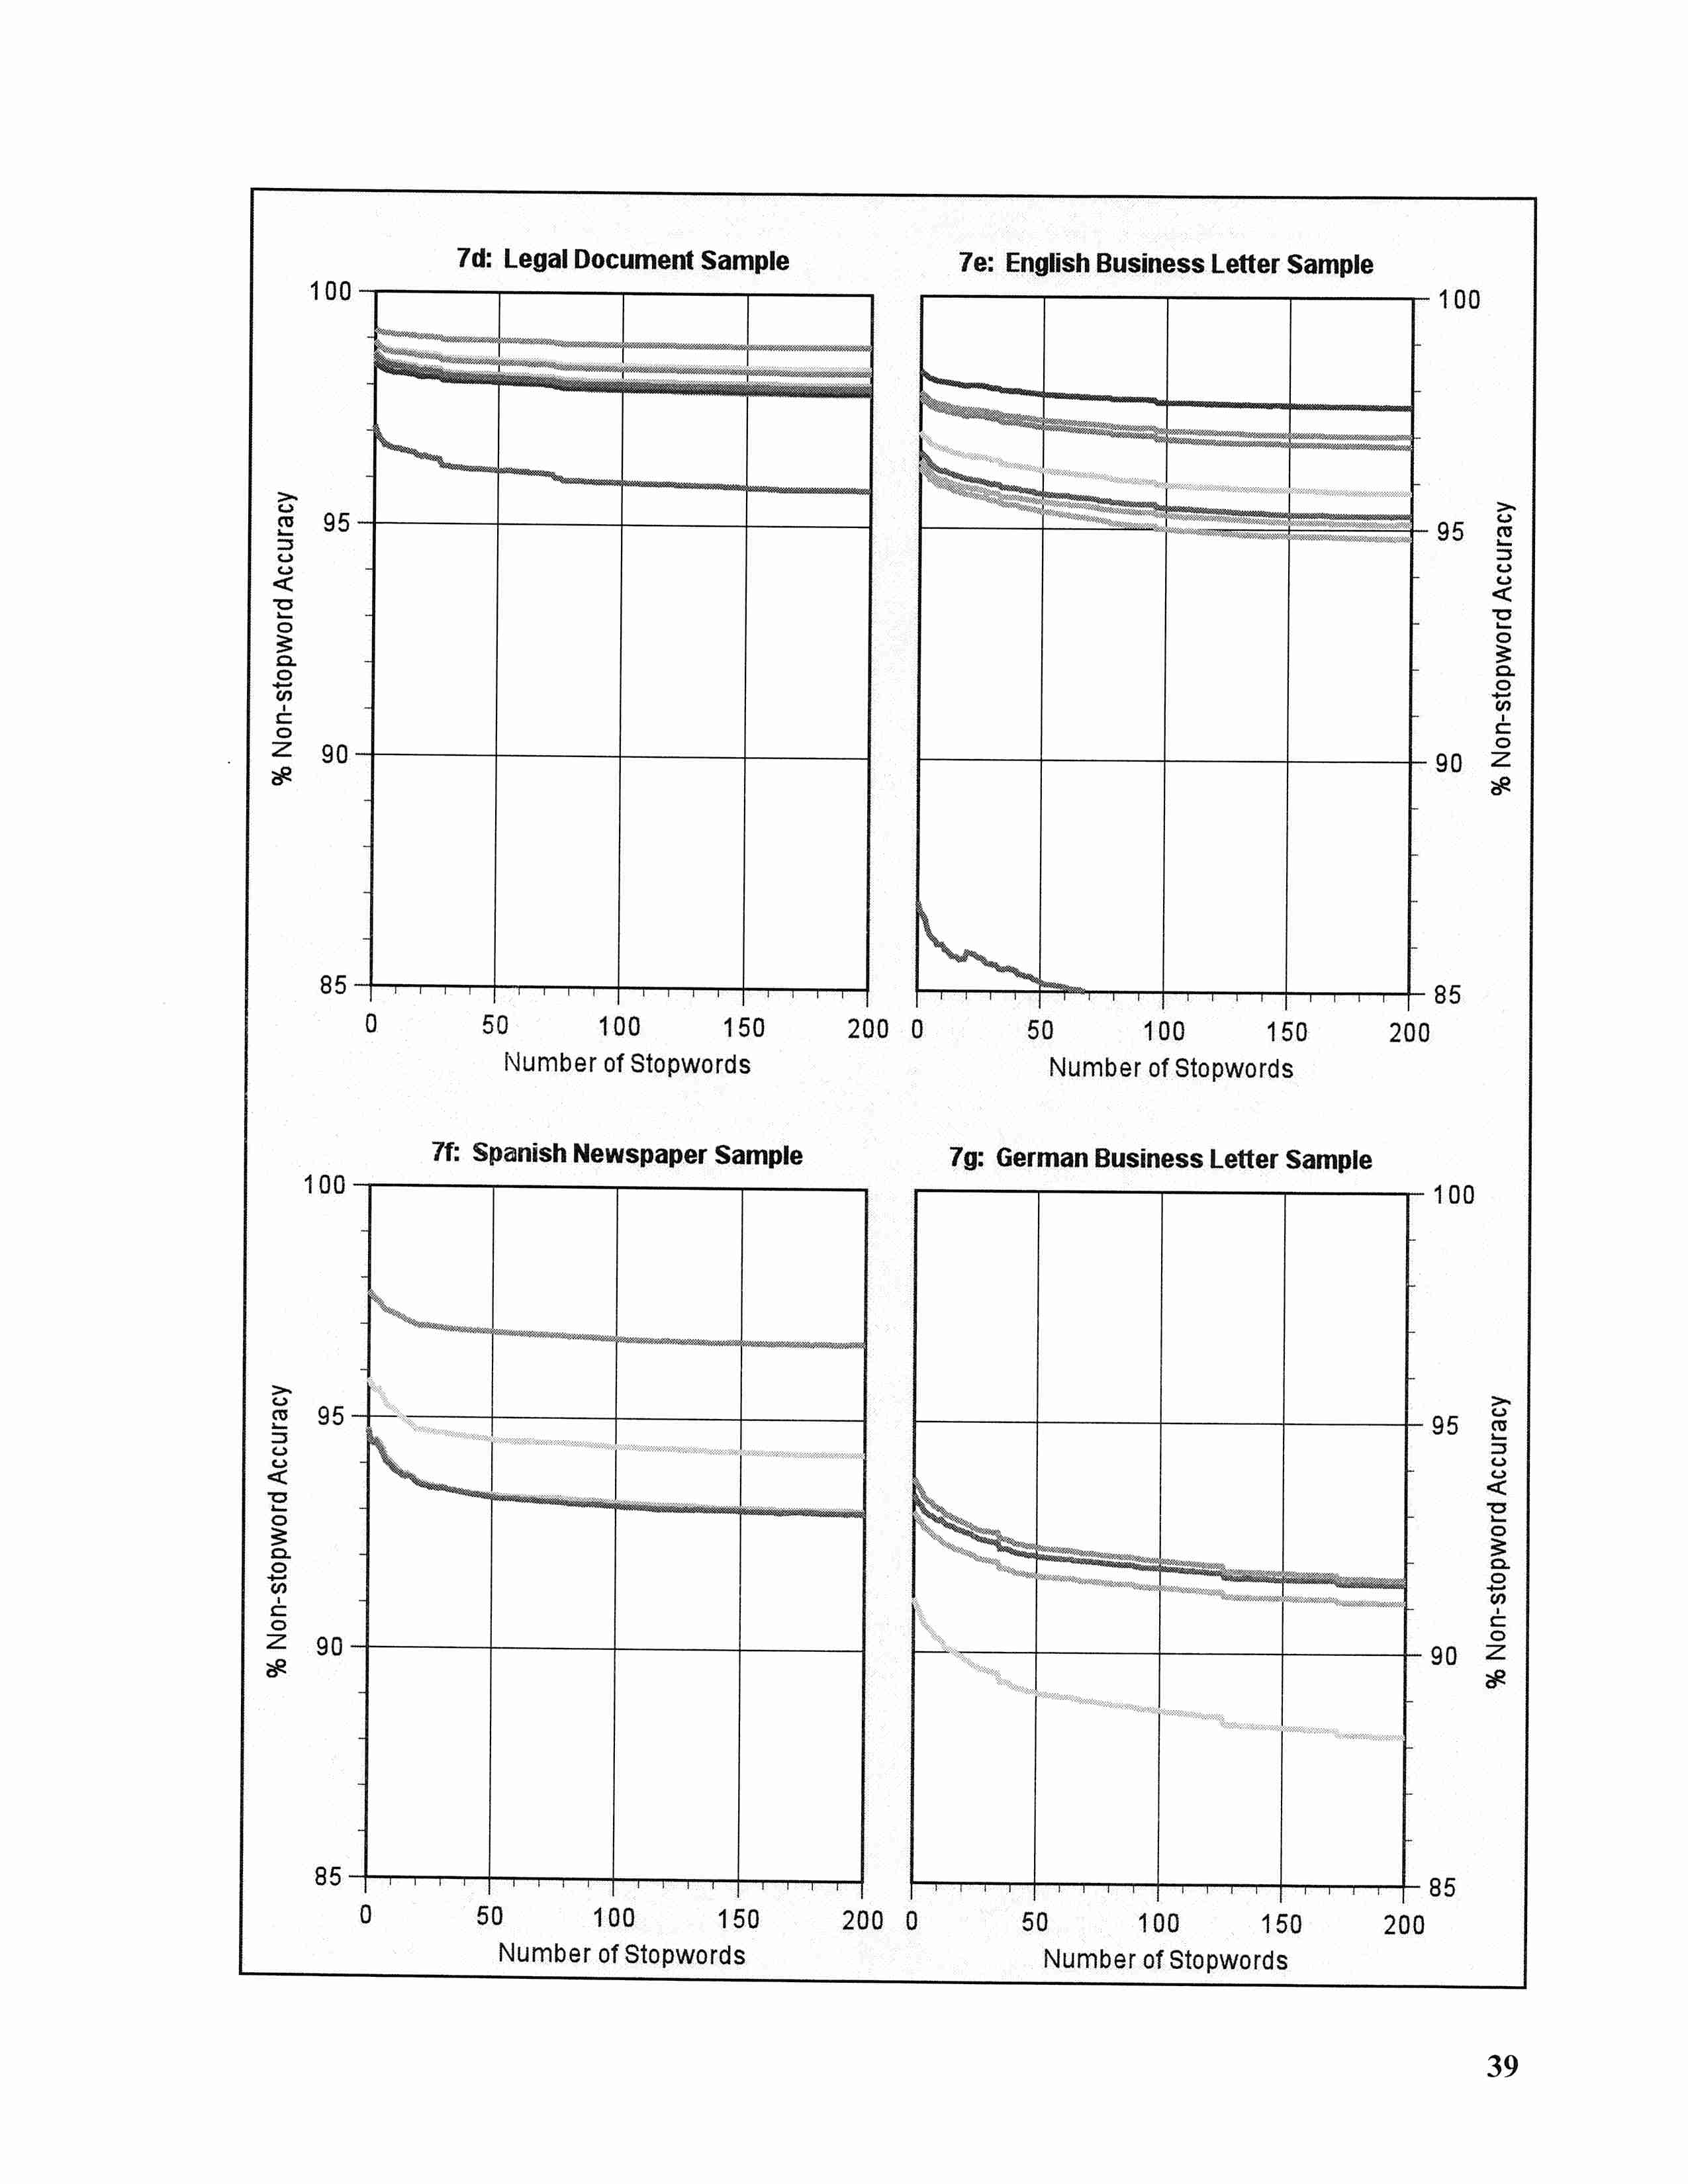 7d: Legal Document Sample
7e: English Business Letter Sample
100
95
90
85
% Non-stopword Accuracy
0 50 100 150 200
Number of Stopwords
100
95
90
85
% Non-stopword Accuracy
0 50 100 150 200
Number of Stopwords
7f: Spanish Newspaper Sample
7g: German Business Letter Sample
100
95
90
85
% Non-stopword Accuracy
0 50 100 150 200
Number of Stopwords
100
95
90
85
% Non-stopword Accuracy
0 50 100 150 200
Number of Stopwords
39